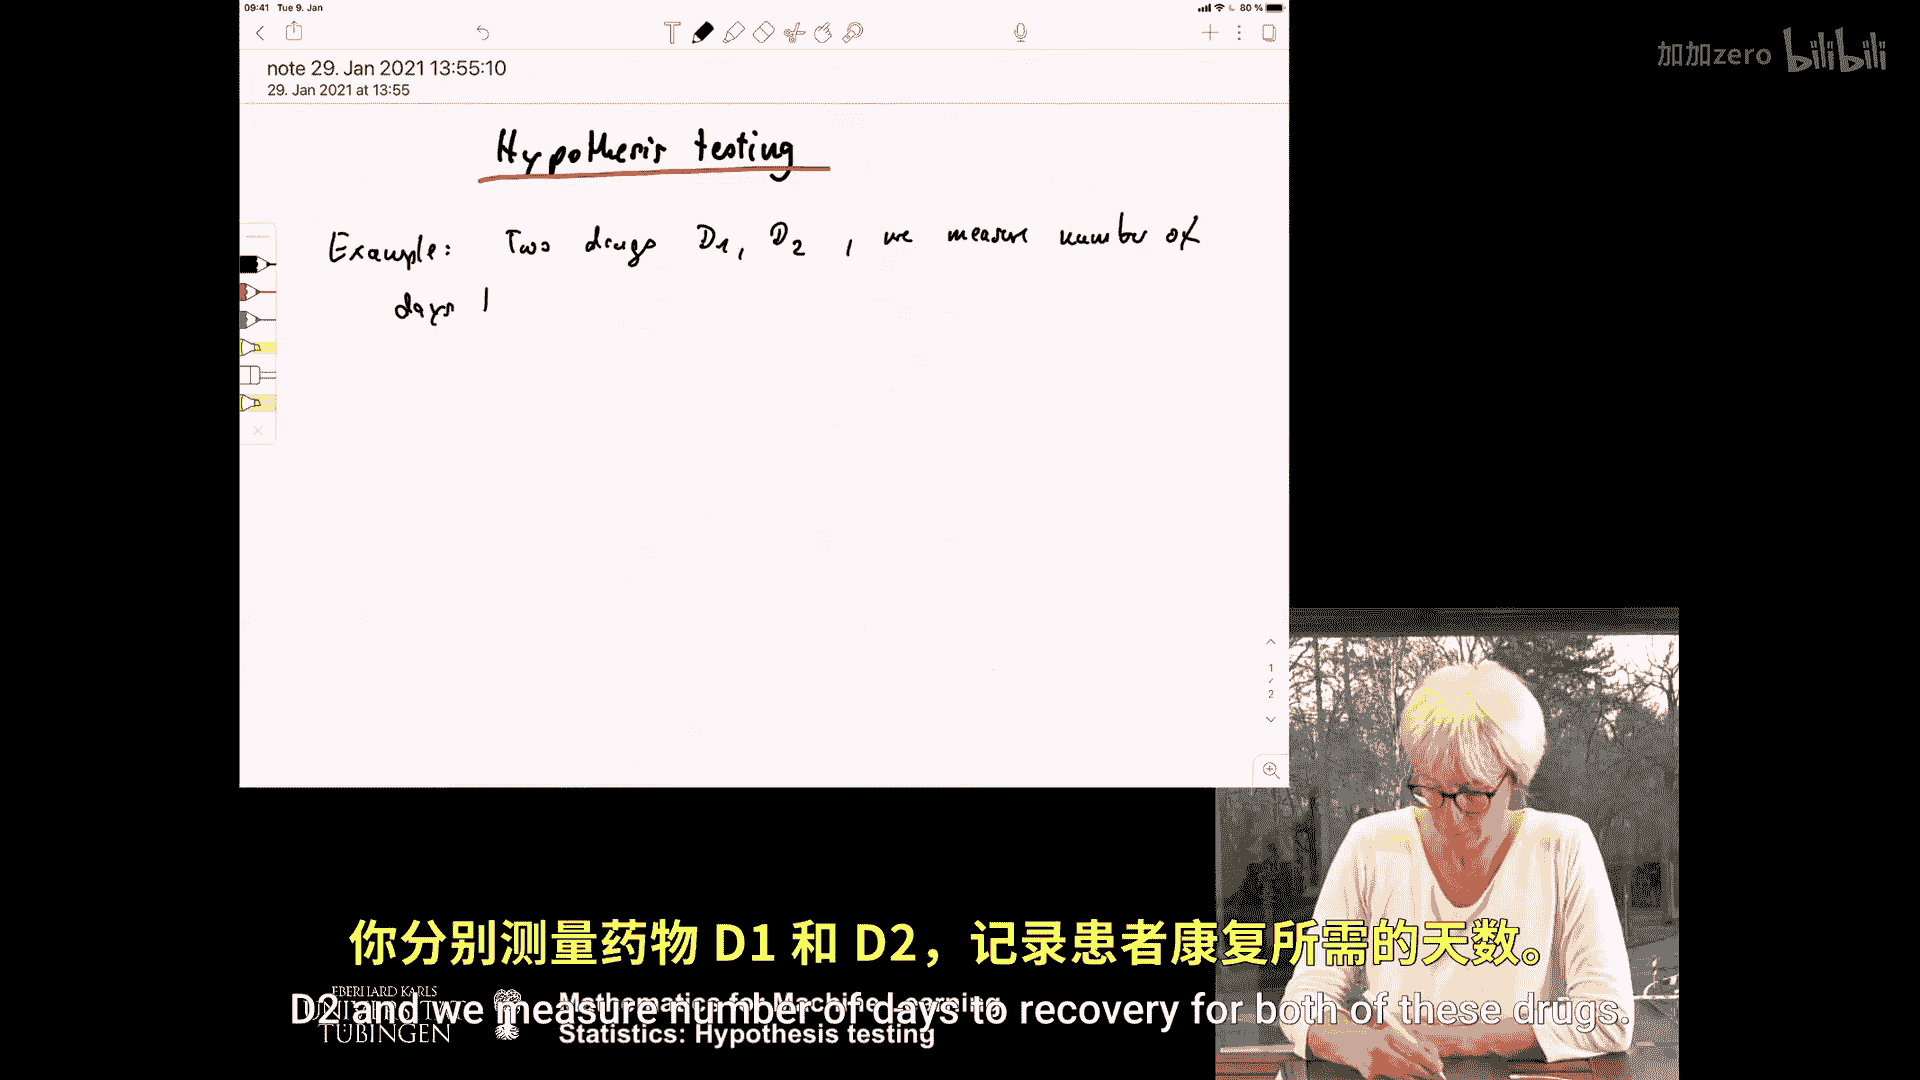 09:41 Tue 9. Jan
80 %
加加zero bilibili
note 29. Jan 2021 13:55:10
29. Jan 2021 at 13:55
Hypothesis testing
Example: Two drugs D1, D2, we measure number of
days
1
/
2
你分别测量药物 D1 和 D2，记录患者康复所需的天数。
D2 and we measure number of days to recovery for both of these drugs.
EBERHARD KARLS
UNIVERSITÄT
TÜBINGEN
Mathematics for Machine Learning
Statistics: Hypothesis testing